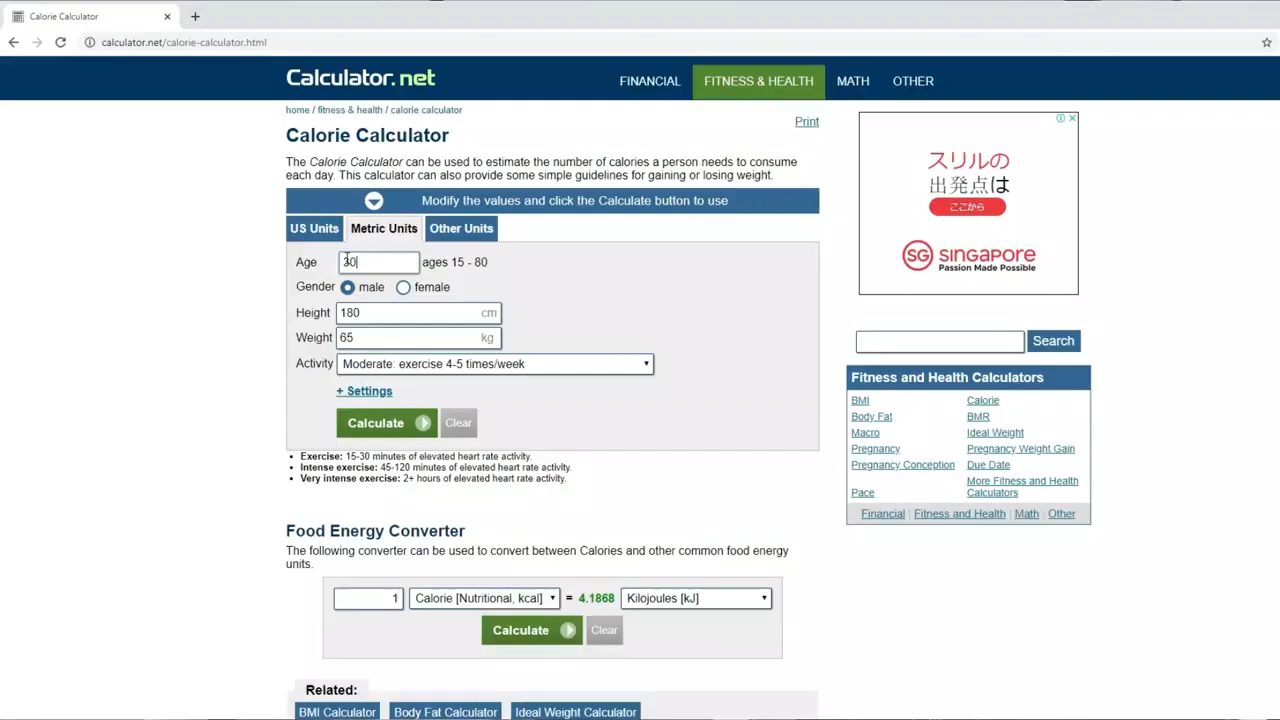 Calorie Calculator
calculator.net/calorie-calculator.html
Calculator.net
FINANCIAL FITNESS & HEALTH MATH OTHER
home / fitness & health / calorie calculator
Print
Calorie Calculator
The Calorie Calculator can be used to estimate the number of calories a person needs to consume
each day. This calculator can also provide some simple guidelines for gaining or losing weight.
Modify the values and click the Calculate button to use
US Units Metric Units Other Units
Age 30 ages 15 - 80
Gender male female
Height 180 cm
Weight 65 kg
Activity Moderate: exercise 4-5 times/week
+ Settings
Calculate Clear
Exercise: 15-30 minutes of elevated heart rate activity.
Intense exercise: 45-120 minutes of elevated heart rate activity.
Very intense exercise: 2+ hours of elevated heart rate activity.
Food Energy Converter
The following converter can be used to convert between Calories and other common food energy
units.
1 Calorie [Nutritional, kcal] = 4.1868 Kilojoules [kJ]
Calculate Clear
Related:
BMI Calculator Body Fat Calculator Ideal Weight Calculator
スリルの
出発点は
ここから
SG SINGAPORE
Passion Made Possible
Search
Fitness and Health Calculators
BMI Calorie
Body Fat BMR
Macro Ideal Weight
Pregnancy Pregnancy Weight Gain
Pregnancy Conception Due Date
Pace More Fitness and Health
Calculators
Financial | Fitness and Health | Math | Other